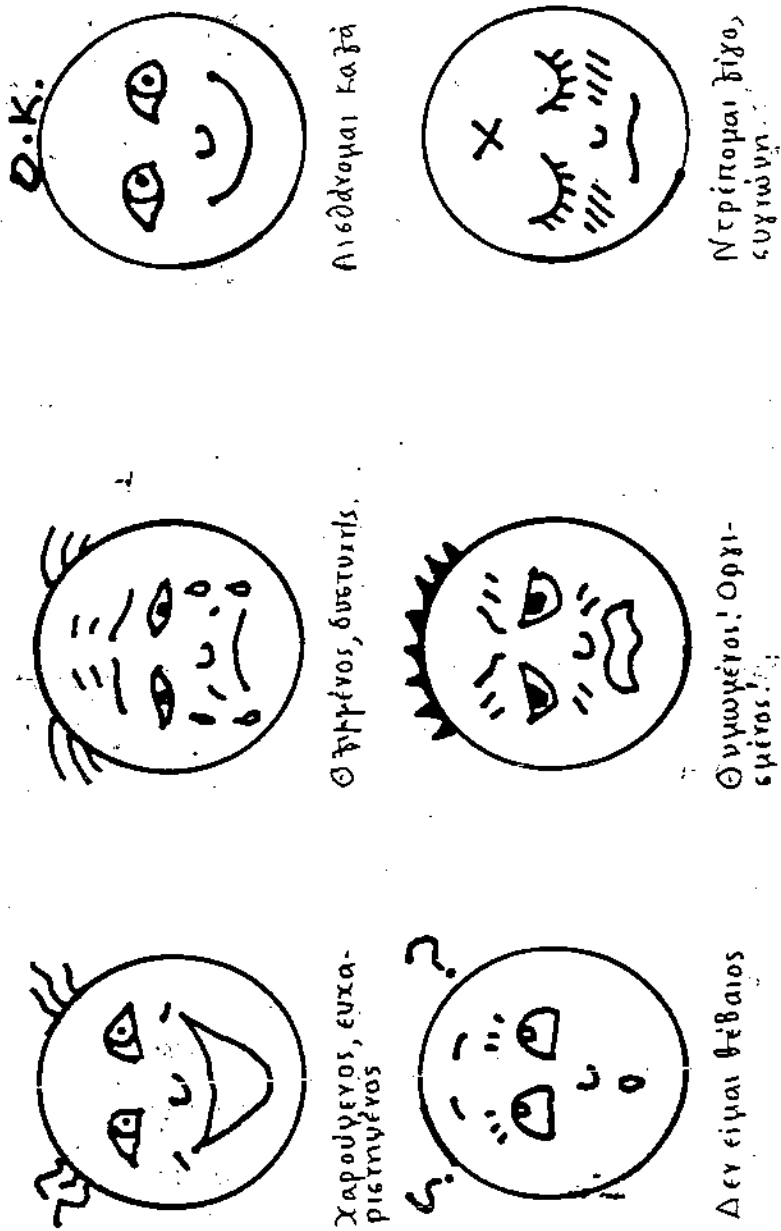 O.K.
Χαρούμενος, ευχα-
ριστημένος
Θλιμμένος, δυστυχής.
Αισθάνομαι καλά
? ?
Δεν είμαι βέβαιος
Θυμωμένος! Οργι-
σμένος!
Ντρέπομαι λίγο,
συγνώμη...